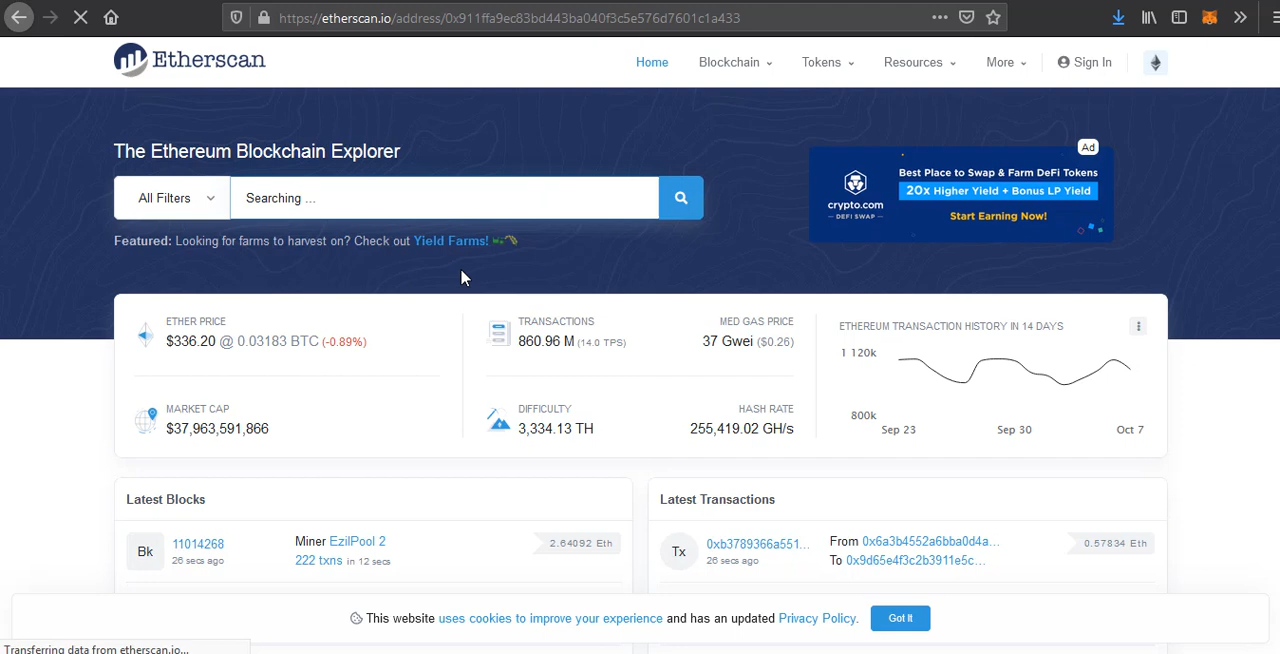 https://etherscan.io/address/0x911ffa9ec83bd443ba040f3c5e576d7601c1a433
Etherscan
Home
Blockchain
Tokens
Resources
More
Sign In
The Ethereum Blockchain Explorer
All Filters
Searching ...
Featured: Looking for farms to harvest on? Check out Yield Farms!
Ad
crypto.com
DEFI SWAP
Best Place to Swap & Farm DeFi Tokens
20x Higher Yield + Bonus LP Yield
Start Earning Now!
ETHER PRICE
$336.20 @ 0.03183 BTC (-0.89%)
MARKET CAP
$37,963,591,866
TRANSACTIONS
860.96 M (14.0 TPS)
MED GAS PRICE
37 Gwei ($0.26)
DIFFICULTY
3,334.13 TH
HASH RATE
255,419.02 GH/s
ETHEREUM TRANSACTION HISTORY IN 14 DAYS
1 120k
800k
Sep 23
Sep 30
Oct 7
Latest Blocks
Bk
11014268
26 secs ago
Miner EzilPool 2
222 txns in 12 secs
2.64092 Eth
Latest Transactions
Tx
0xb3789366a551...
26 secs ago
From 0x6a3b4552a6bba0d4a...
To 0x9d65e4f3c2b3911e5c...
0.57834 Eth
This website uses cookies to improve your experience and has an updated Privacy Policy.
Got It
Transferring data from etherscan.io...